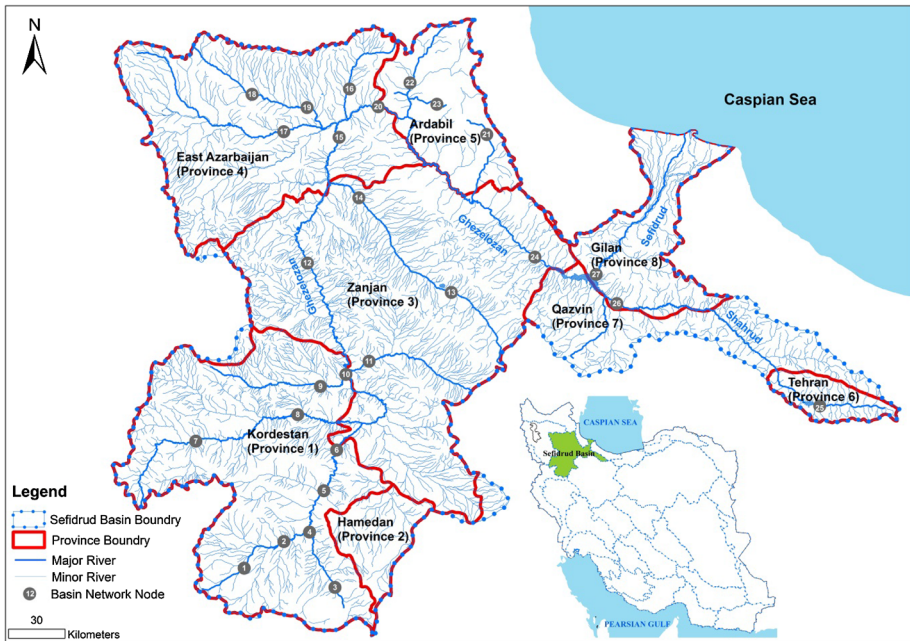 N
Caspian Sea
18
19
16
17
20
15
22
23
21
Ardabil
(Province 5)
East Azarbaijan
(Province 4)
14
Ghezelozan
Sefidrud
Ghezelozan
12
24
Gilan
(Province 8)
27
Zanjan
(Province 3)
13
26
Qazvin
(Province 7)
Shahrud
11
10
9
Tehran
(Province 6)
25
8
Kordestan
(Province 1)
7
6
CASPIAN SEA
Sefidrud Basin
5
Hamedan
(Province 2)
4
2
1
3
PEARSIAN GULF
Legend
Sefidrud Basin Boundary
Province Boundry
Major River
Minor River
12
Basin Network Node
30
Kilometers